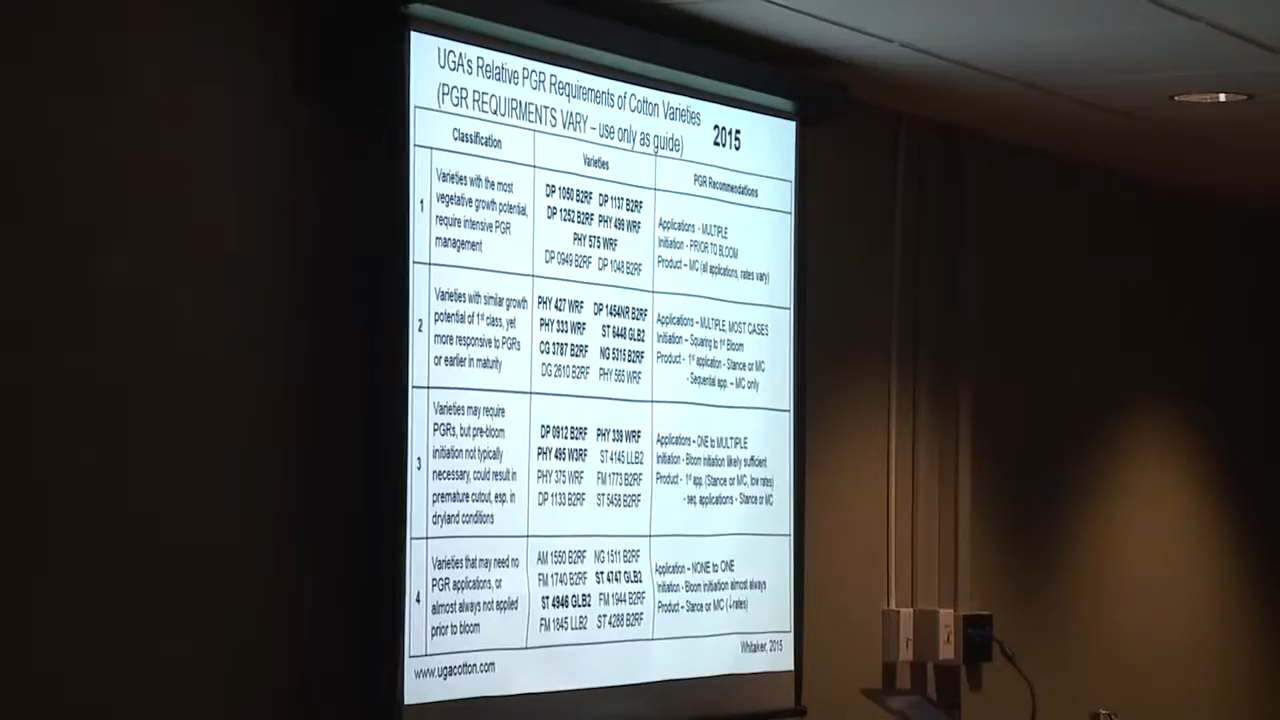 UGA's Relative PGR Requirements of Cotton Varieties
(PGR REQUIRMENTS VARY – use only as guide)
2015
Classification
Varieties
PGR Recommendations
1
Varieties with the most
vegetative growth potential,
require intensive PGR
management
DP 1050 B2RF DP 1137 B2RF
DP 1252 B2RF PHY 499 WRF
PHY 575 WRF
DP 0949 B2RF DP 1048 B2RF
Applications - MULTIPLE
Initiation - PRIOR TO BLOOM
Product – MC (all applications, rates vary)
2
Varieties with similar growth
potential of 1st class, yet
more responsive to PGRs
or earlier in maturity
PHY 427 WRF DP 1454NR B2RF
PHY 333 WRF ST 6448 GLB2
CG 3787 B2RF NG 5315 B2RF
DG 2610 B2RF PHY 565 WRF
Applications – MULTIPLE, MOST CASES
Initiation – Squaring to 1st Bloom
Product - 1st application - Stance or MC
- Sequential app. – MC only
3
Varieties may require
PGRs, but pre-bloom
initiation not typically
necessary, could result in
premature cutout, esp. in
dryland conditions
DP 0912 B2RF PHY 339 WRF
PHY 495 W3RF ST 4145 LLB2
PHY 375 WRF FM 1773 B2RF
DP 1133 B2RF ST 5458 B2RF
Applications – ONE to MULTIPLE
Initiation - Bloom initiation likely sufficient
Product - 1st app. (Stance or MC, low rates)
- seq. applications - Stance or MC
4
Varieties that may need no
PGR applications, or
almost always not applied
prior to bloom
AM 1550 B2RF NG 1511 B2RF
FM 1740 B2RF ST 4747 GLB2
ST 4946 GLB2 FM 1944 B2RF
FM 1845 LLB2 ST 4288 B2RF
Application – NONE to ONE
Initiation - Bloom initiation almost always
Product – Stance or MC (↓rates)
www.ugacotton.com
Whitaker, 2015